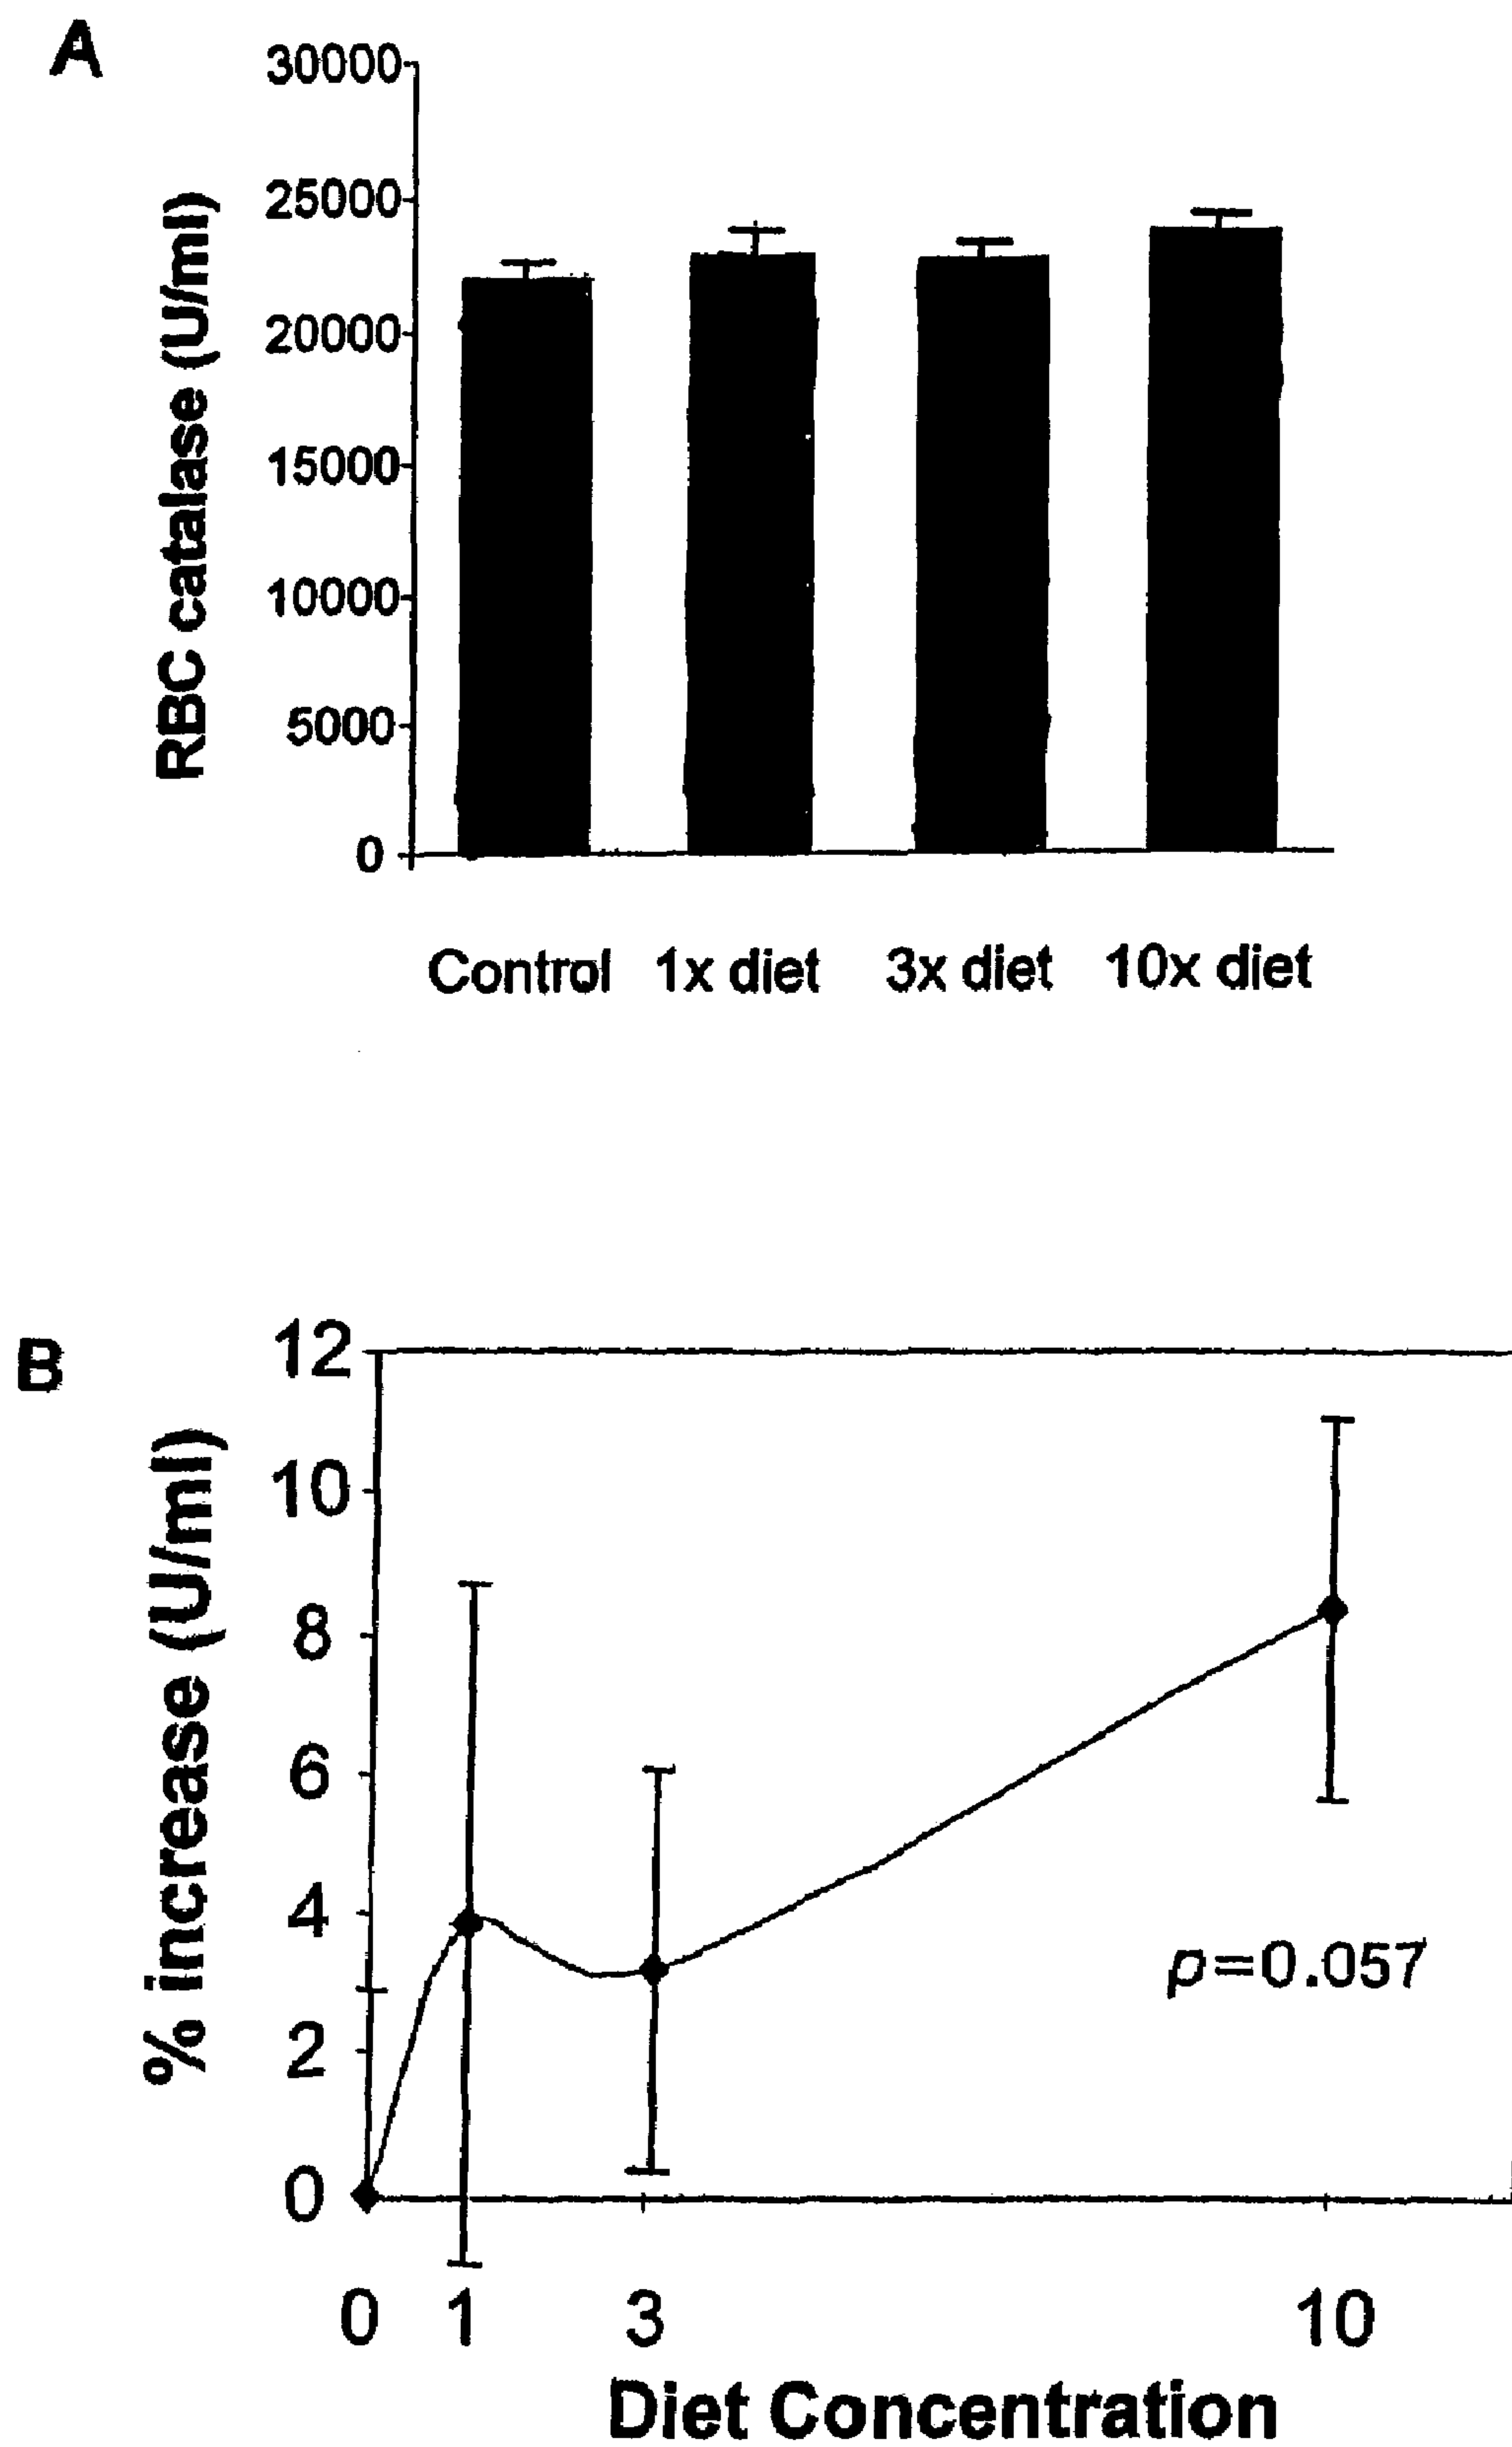 A
30000
25000
20000
15000
10000
5000
0
RBC catalase (U/ml)
Control 1x diet 3x diet 10x diet
B
12
10
8
6
4
2
0
% increase (U/ml)
p=0.057
0 1 3 10
Diet Concentration